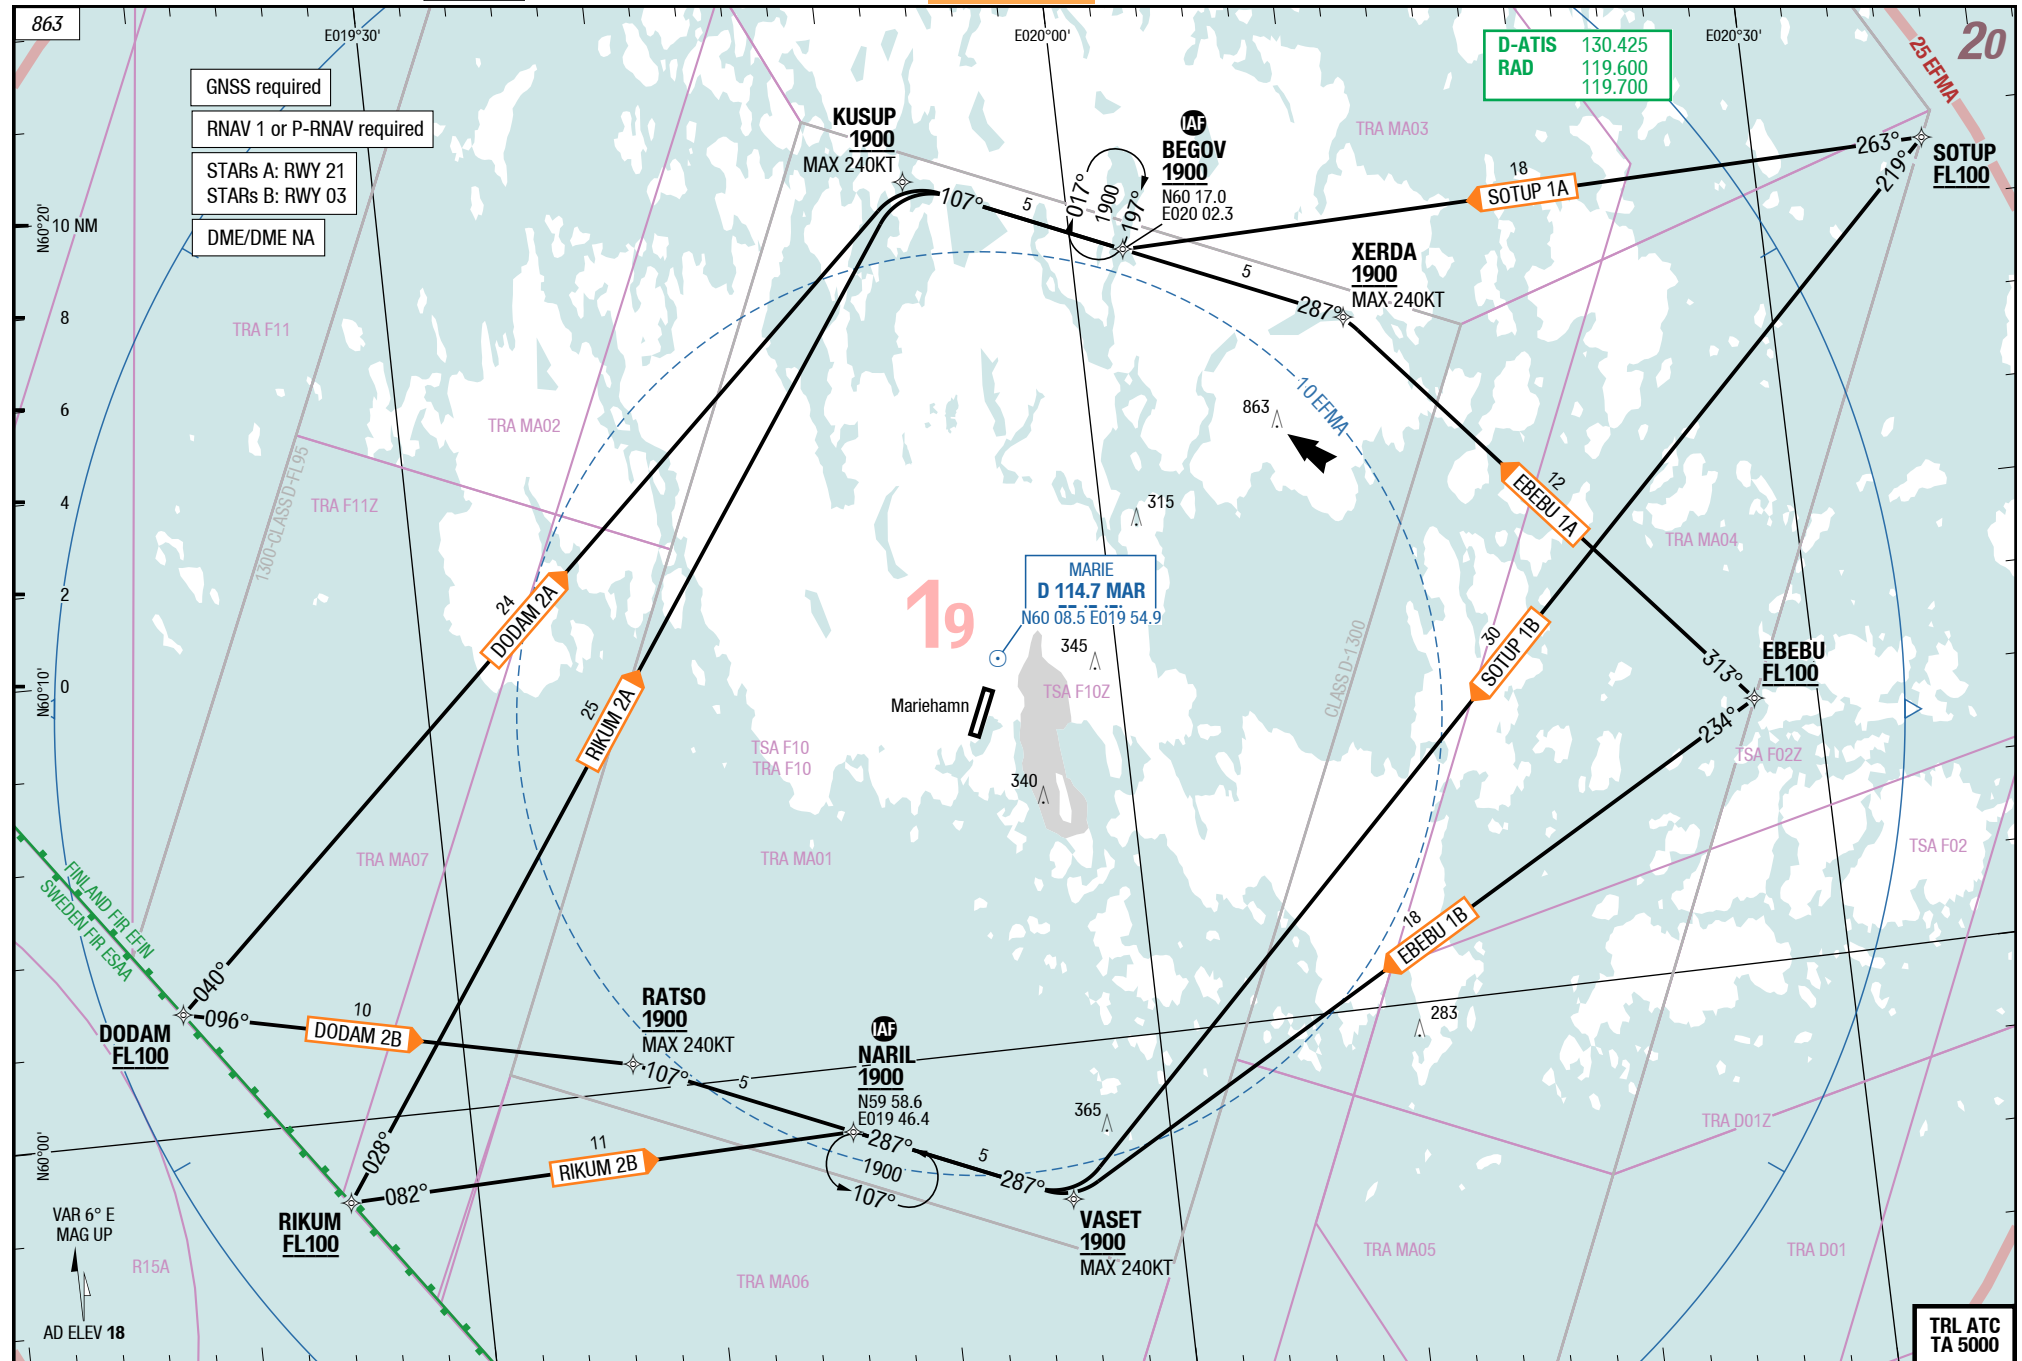 863
E019°30'
E020°00'
E020°30'
20
25 EFMA
GNSS required
RNAV 1 or P-RNAV required
STARs A: RWY 21
STARs B: RWY 03
DME/DME NA
D-ATIS 130.425
RAD 119.600
119.700
KUSUP
1900
MAX 240KT
IAF
BEGOV
1900
N60 17.0
E020 02.3
TRA MA03
263°
219°
SOTUP
FL100
18
SOTUP 1A
107°
5
017°
1900
197°
XERDA
1900
MAX 240KT
5
287°
N60°20'
10 NM
8
6
4
2
0
N60°10'
N60°00'
TRA F11
TRA MA02
TRA F11Z
1300-CLASS D-FL95
863
10 EFMA
315
12
EBEBU 1A
TRA MA04
24
DODAM 2A
MARIE
D 114.7 MAR
N60 08.5 E019 54.9
19
345
TSA F10Z
Mariehamn
CLASS D-1300
30
SOTUP 1B
313°
EBEBU
FL100
234°
25
RIKUM 2A
TSA F10
TRA F10
340
TSA F02Z
TRA MA07
TRA MA01
TSA F02
FINLAND FIR EFIN
SWEDEN FIR ESAA
18
EBEBU 1B
040°
096°
10
DODAM 2B
DODAM
FL100
RATSO
1900
MAX 240KT
107°
5
IAF
NARIL
1900
N59 58.6
E019 46.4
283
365
TRA D01Z
028°
082°
11
RIKUM 2B
287°
1900
107°
5
287°
RIKUM
FL100
VASET
1900
MAX 240KT
TRA MA05
TRA D01
VAR 6° E
MAG UP
R15A
TRA MA06
AD ELEV 18
TRL ATC
TA 5000